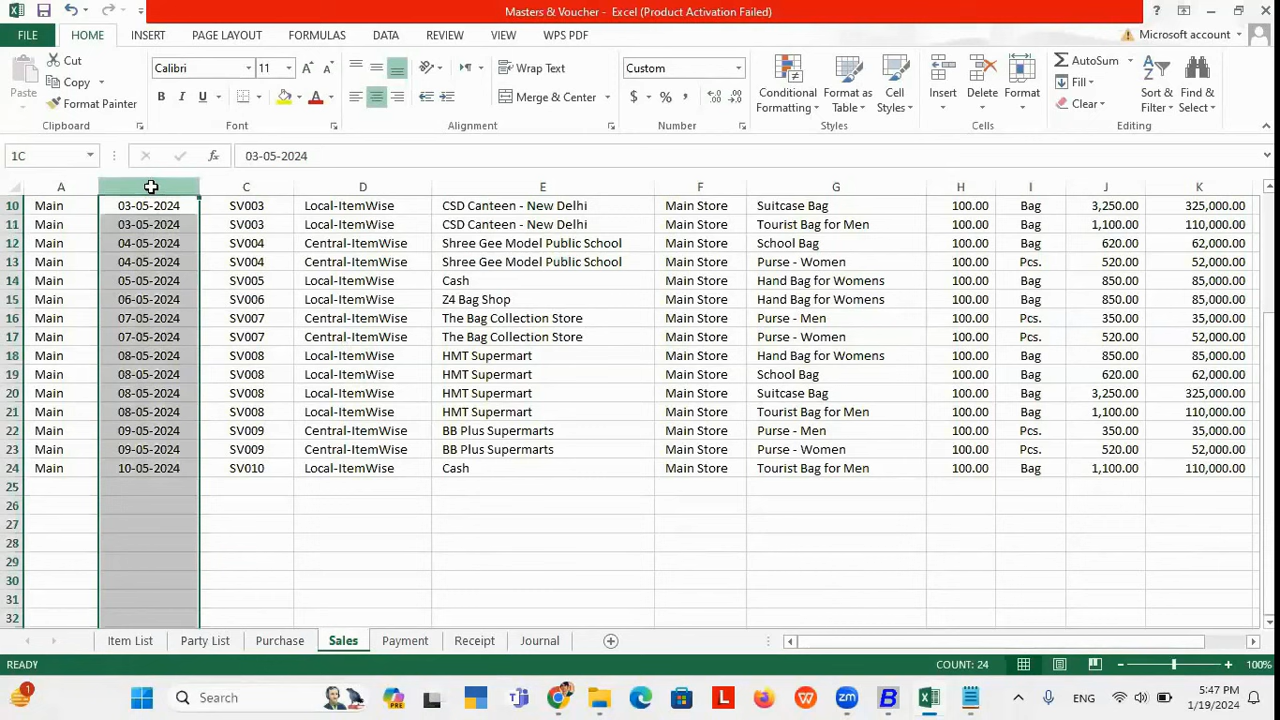 Masters & Voucher - Excel (Product Activation Failed)
FILE HOME INSERT PAGE LAYOUT FORMULAS DATA REVIEW VIEW WPS PDF Microsoft account
Paste Cut Copy Format Painter Clipboard
Calibri 11 B I U A Font
Wrap Text Merge & Center Alignment
Custom $ % , Number
Conditional Formatting Format as Table Cell Styles Styles
Insert Delete Format Cells
AutoSum Fill Clear Sort & Filter Find & Select Editing
1C fx 03-05-2024
A C D E F G H I J K
10 Main 03-05-2024 SV003 Local-ItemWise CSD Canteen - New Delhi Main Store Suitcase Bag 100.00 Bag 3,250.00 325,000.00
11 Main 03-05-2024 SV003 Local-ItemWise CSD Canteen - New Delhi Main Store Tourist Bag for Men 100.00 Bag 1,100.00 110,000.00
12 Main 04-05-2024 SV004 Central-ItemWise Shree Gee Model Public School Main Store School Bag 100.00 Bag 620.00 62,000.00
13 Main 04-05-2024 SV004 Central-ItemWise Shree Gee Model Public School Main Store Purse - Women 100.00 Pcs. 520.00 52,000.00
14 Main 05-05-2024 SV005 Local-ItemWise Cash Main Store Hand Bag for Womens 100.00 Bag 850.00 85,000.00
15 Main 06-05-2024 SV006 Local-ItemWise Z4 Bag Shop Main Store Hand Bag for Womens 100.00 Bag 850.00 85,000.00
16 Main 07-05-2024 SV007 Central-ItemWise The Bag Collection Store Main Store Purse - Men 100.00 Pcs. 350.00 35,000.00
17 Main 07-05-2024 SV007 Central-ItemWise The Bag Collection Store Main Store Purse - Women 100.00 Pcs. 520.00 52,000.00
18 Main 08-05-2024 SV008 Local-ItemWise HMT Supermart Main Store Hand Bag for Womens 100.00 Bag 850.00 85,000.00
19 Main 08-05-2024 SV008 Local-ItemWise HMT Supermart Main Store School Bag 100.00 Bag 620.00 62,000.00
20 Main 08-05-2024 SV008 Local-ItemWise HMT Supermart Main Store Suitcase Bag 100.00 Bag 3,250.00 325,000.00
21 Main 08-05-2024 SV008 Local-ItemWise HMT Supermart Main Store Tourist Bag for Men 100.00 Bag 1,100.00 110,000.00
22 Main 09-05-2024 SV009 Central-ItemWise BB Plus Supermarts Main Store Purse - Men 100.00 Pcs. 350.00 35,000.00
23 Main 09-05-2024 SV009 Central-ItemWise BB Plus Supermarts Main Store Purse - Women 100.00 Pcs. 520.00 52,000.00
24 Main 10-05-2024 SV010 Local-ItemWise Cash Main Store Tourist Bag for Men 100.00 Bag 1,100.00 110,000.00
25
26
27
28
29
30
31
32
Item List Party List Purchase Sales Payment Receipt Journal
READY COUNT: 24 100%
1 Search PRE L W zm B ENG 5:47 PM
1/19/2024